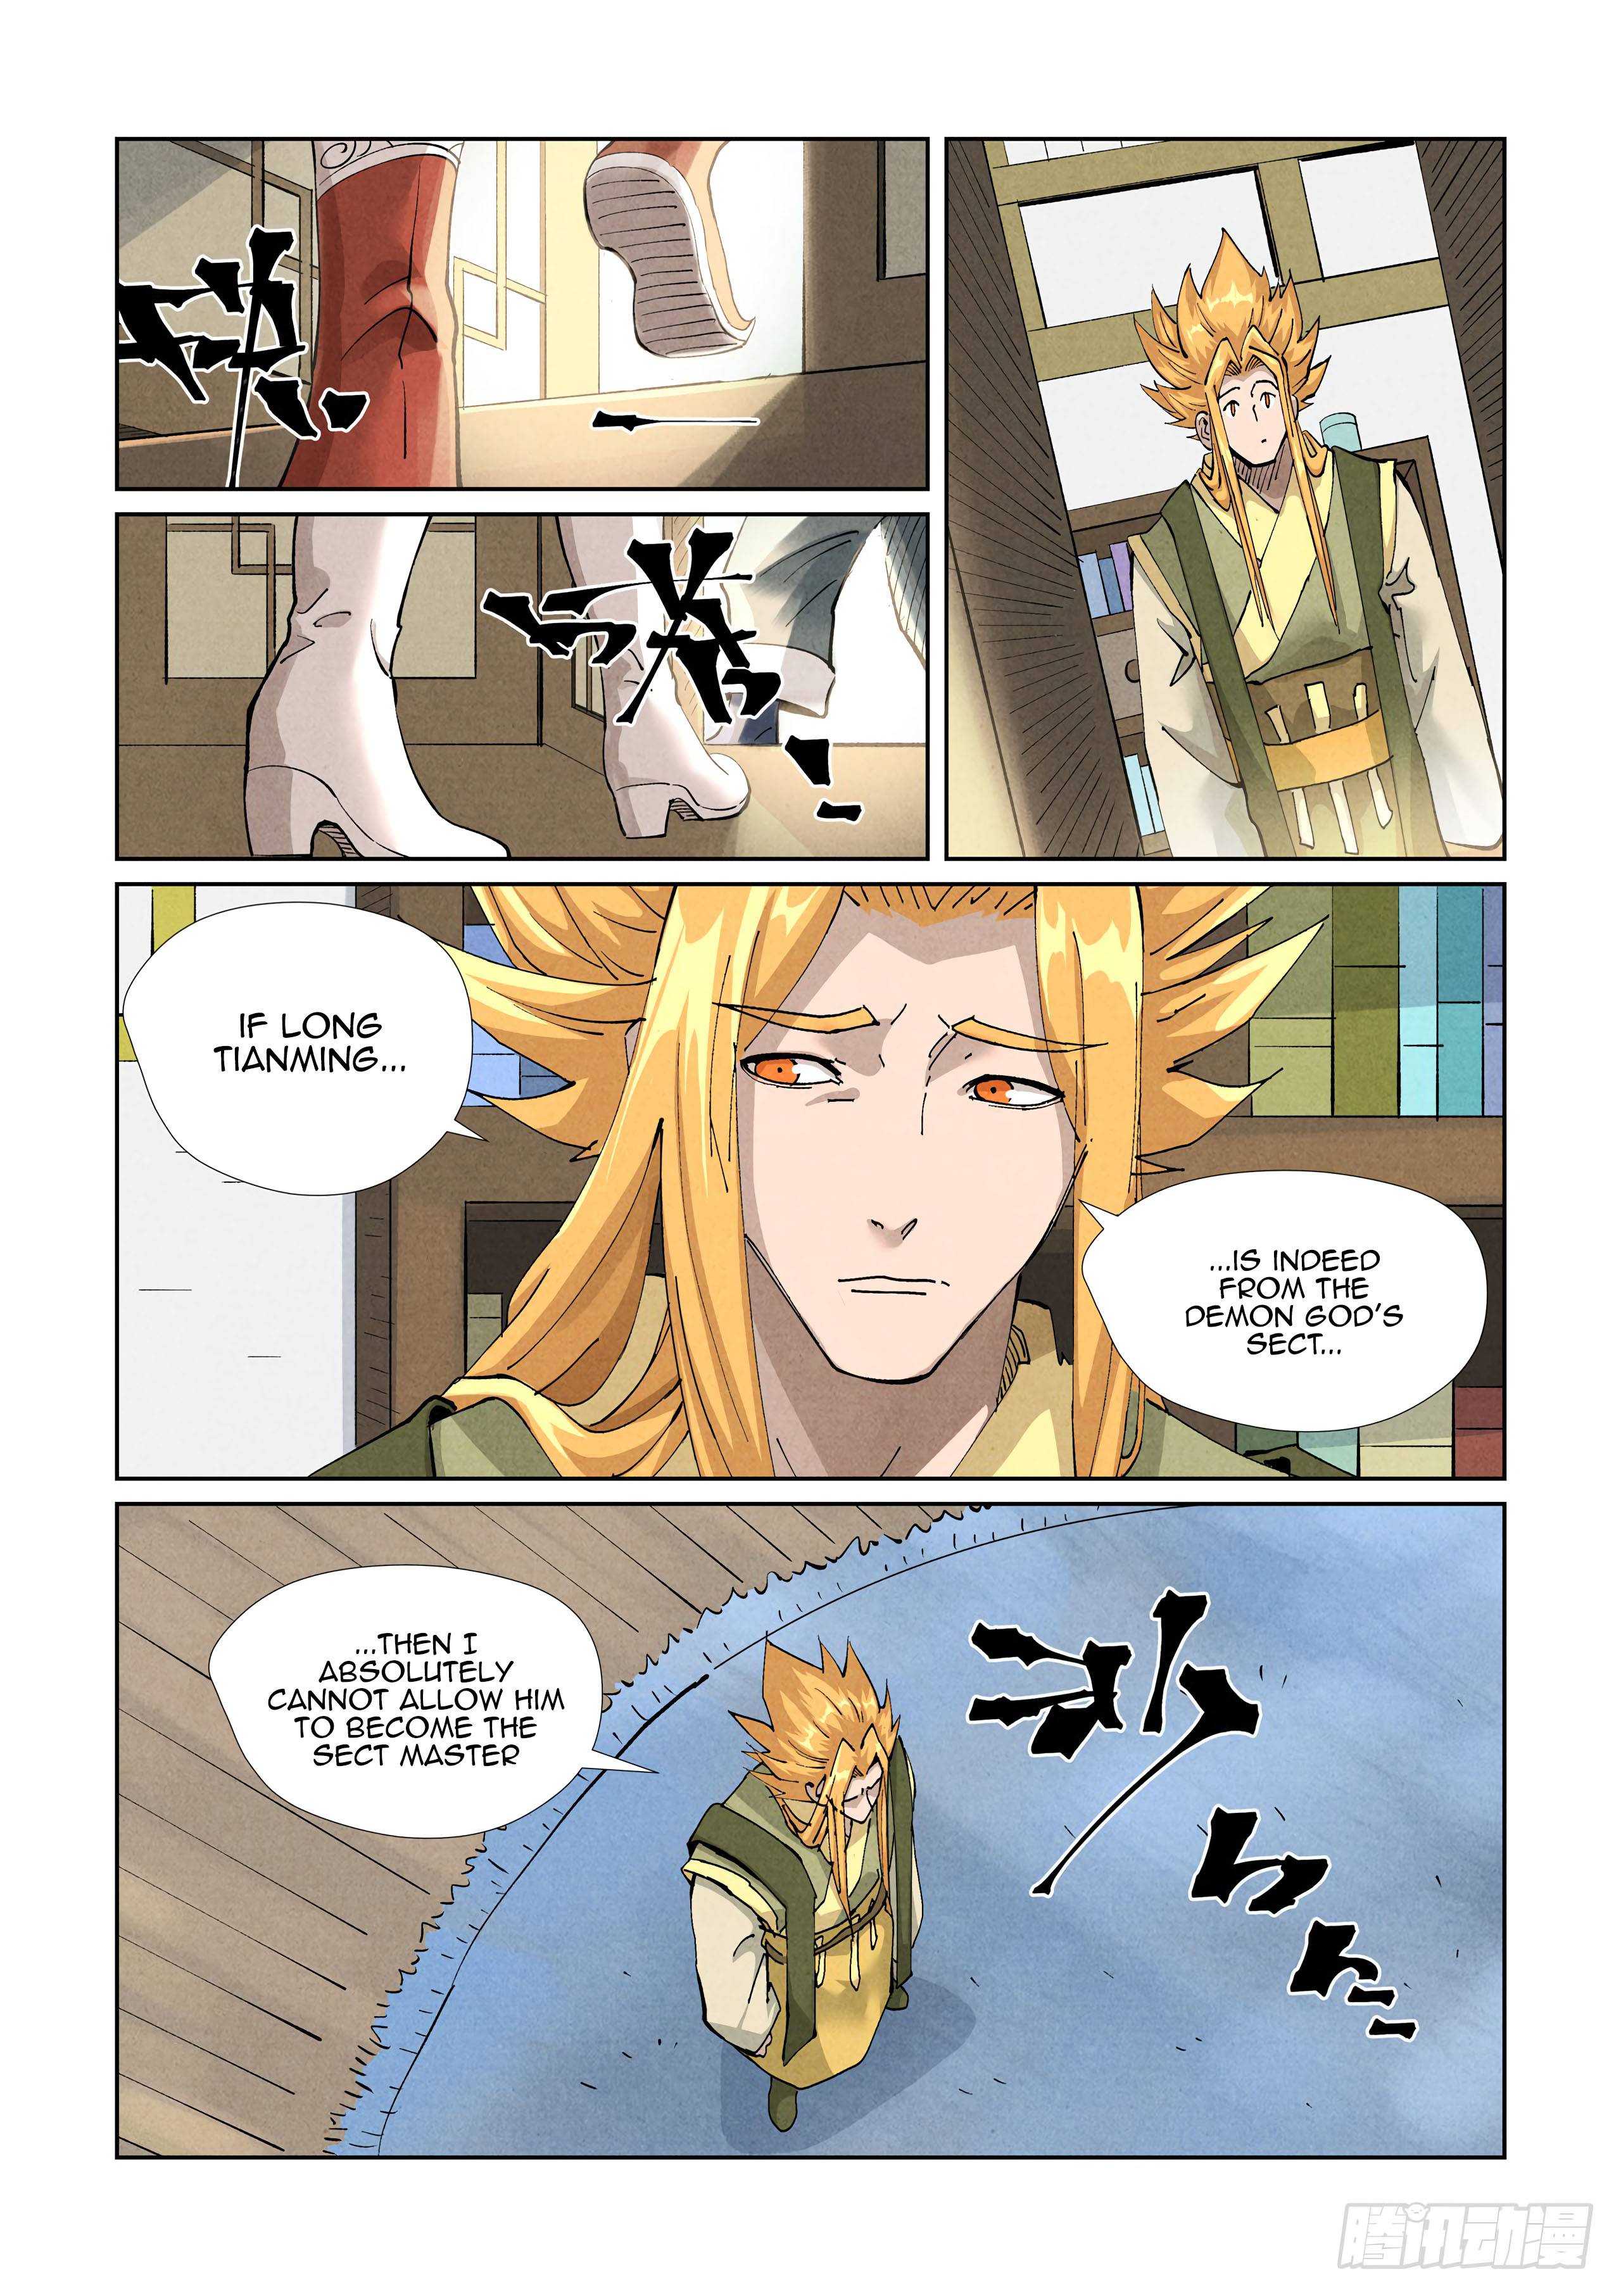 IF LONG
TIANMING...
...IS INDEED
FROM THE
DEMON GOD'S
SECT...
...THEN I
ABSOLUTELY
CANNOT ALLOW HIM
TO BECOME THE
SECT MASTER
腾讯动漫